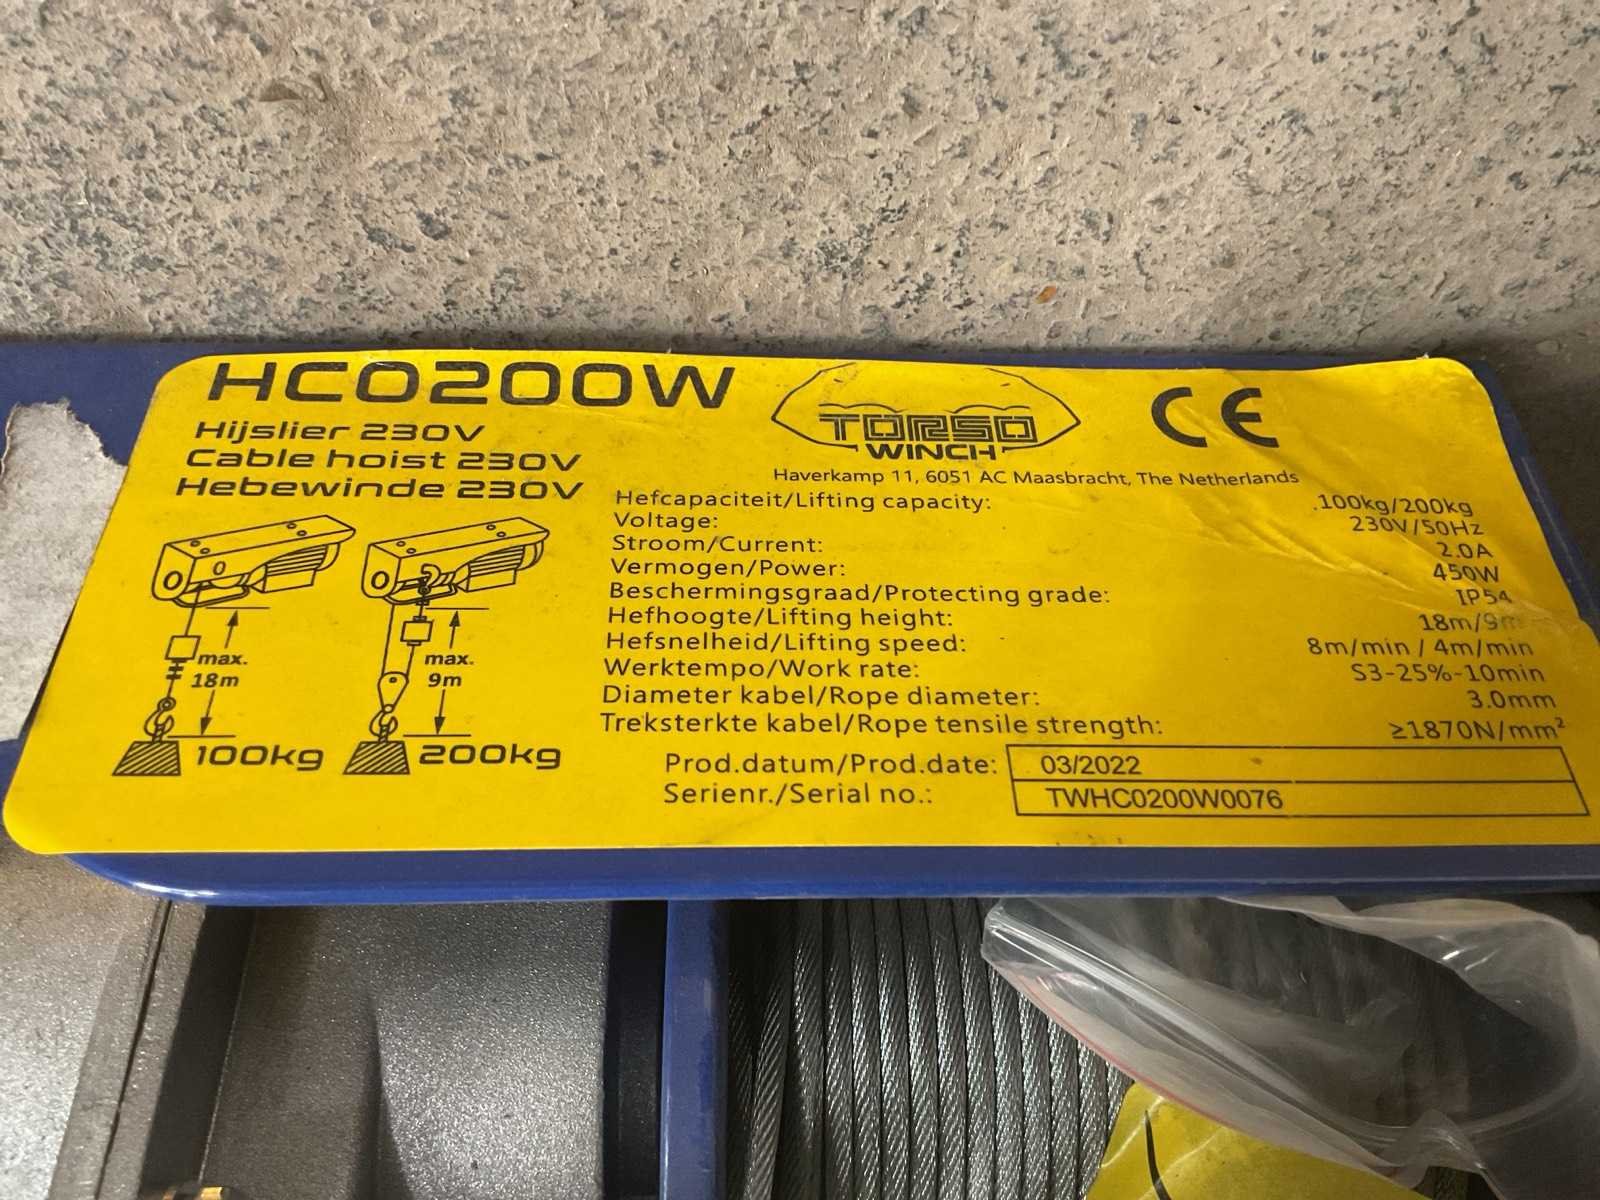 HC0200W
Hijslier 230V
Cable hoist 230V
Hebewinde 230V
max.
18m
100kg
max.
9m
200kg
TORSO
WINCH
CE
Haverkamp 11, 6051 AC Maasbracht, The Netherlands
Hefcapaciteit/Lifting capacity: 100kg/200kg
Voltage: 230V/50Hz
Stroom/Current: 2.0A
Vermogen/Power: 450W
Beschermingsgraad/Protecting grade: IP54
Hefhoogte/Lifting height: 18m/9m
Hefsnelheid/Lifting speed: 8m/min / 4m/min
Werktempo/Work rate: S3-25%-10min
Diameter kabel/Rope diameter: 3.0mm
Treksterkte kabel/Rope tensile strength: ≥1870N/mm²
Prod.datum/Prod.date: 03/2022
Serienr./Serial no.: TWHC0200W0076